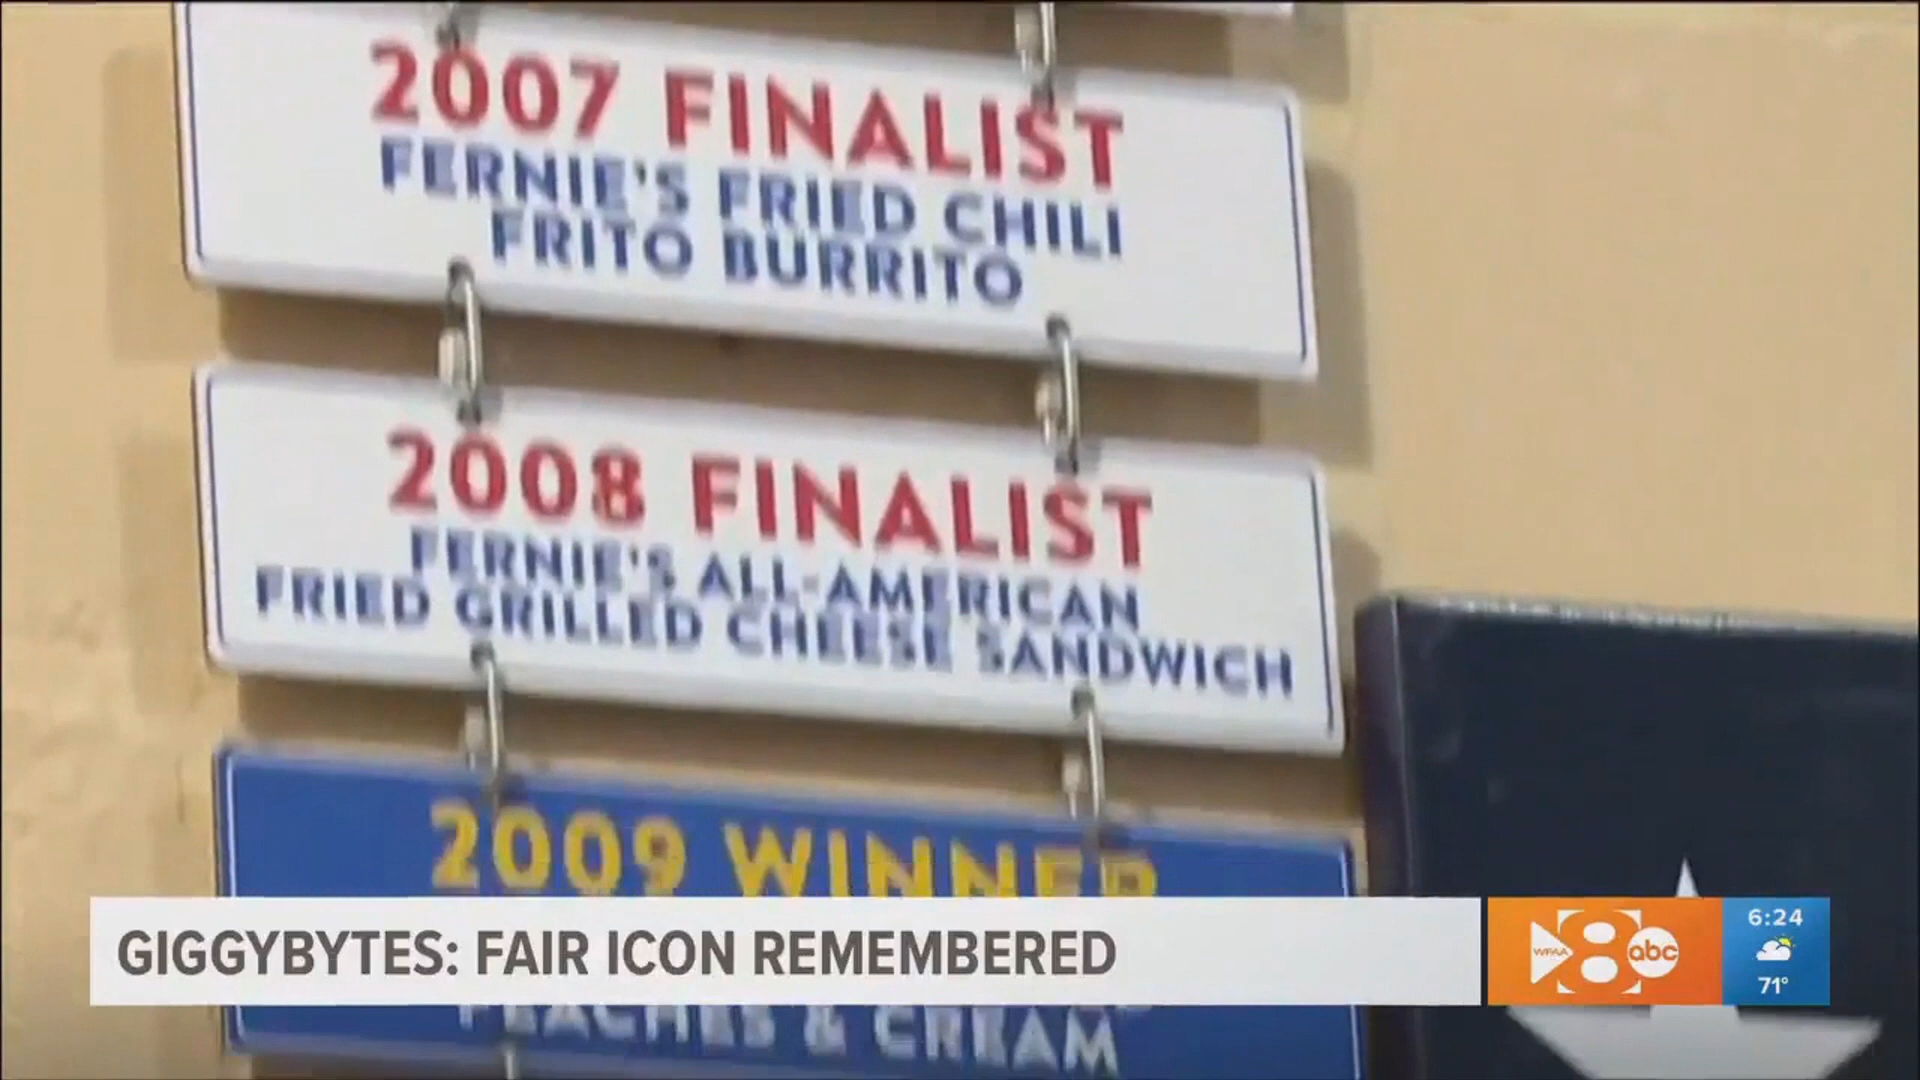 2007 FINALIST
FERNIE'S FRIED CHILI
FRITO BURRITO
2008 FINALIST
FERNIE'S ALL-AMERICAN
FRIED GRILLED CHEESE SANDWICH
2009 WINNER
PEACHES & CREAM
GIGGYBYTES: FAIR ICON REMEMBERED
WFAA 8 abc
6:24
71°